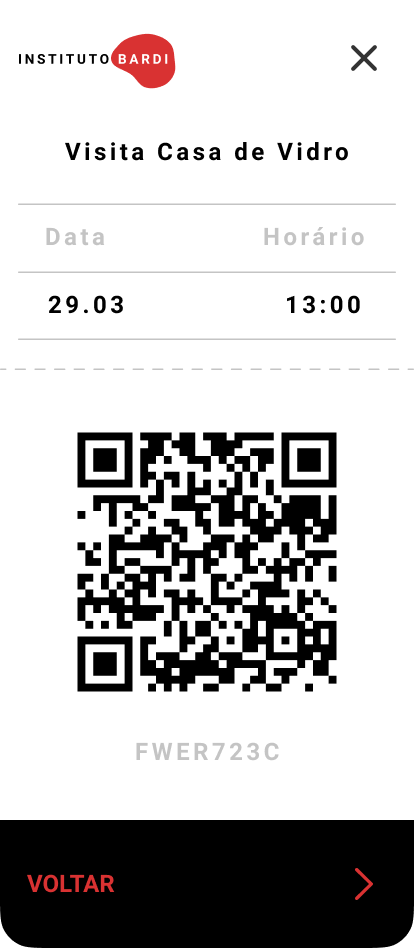 INSTITUTO BARDI
Visita Casa de Vidro
Data Horário
29.03 13:00
FWER723C
VOLTAR